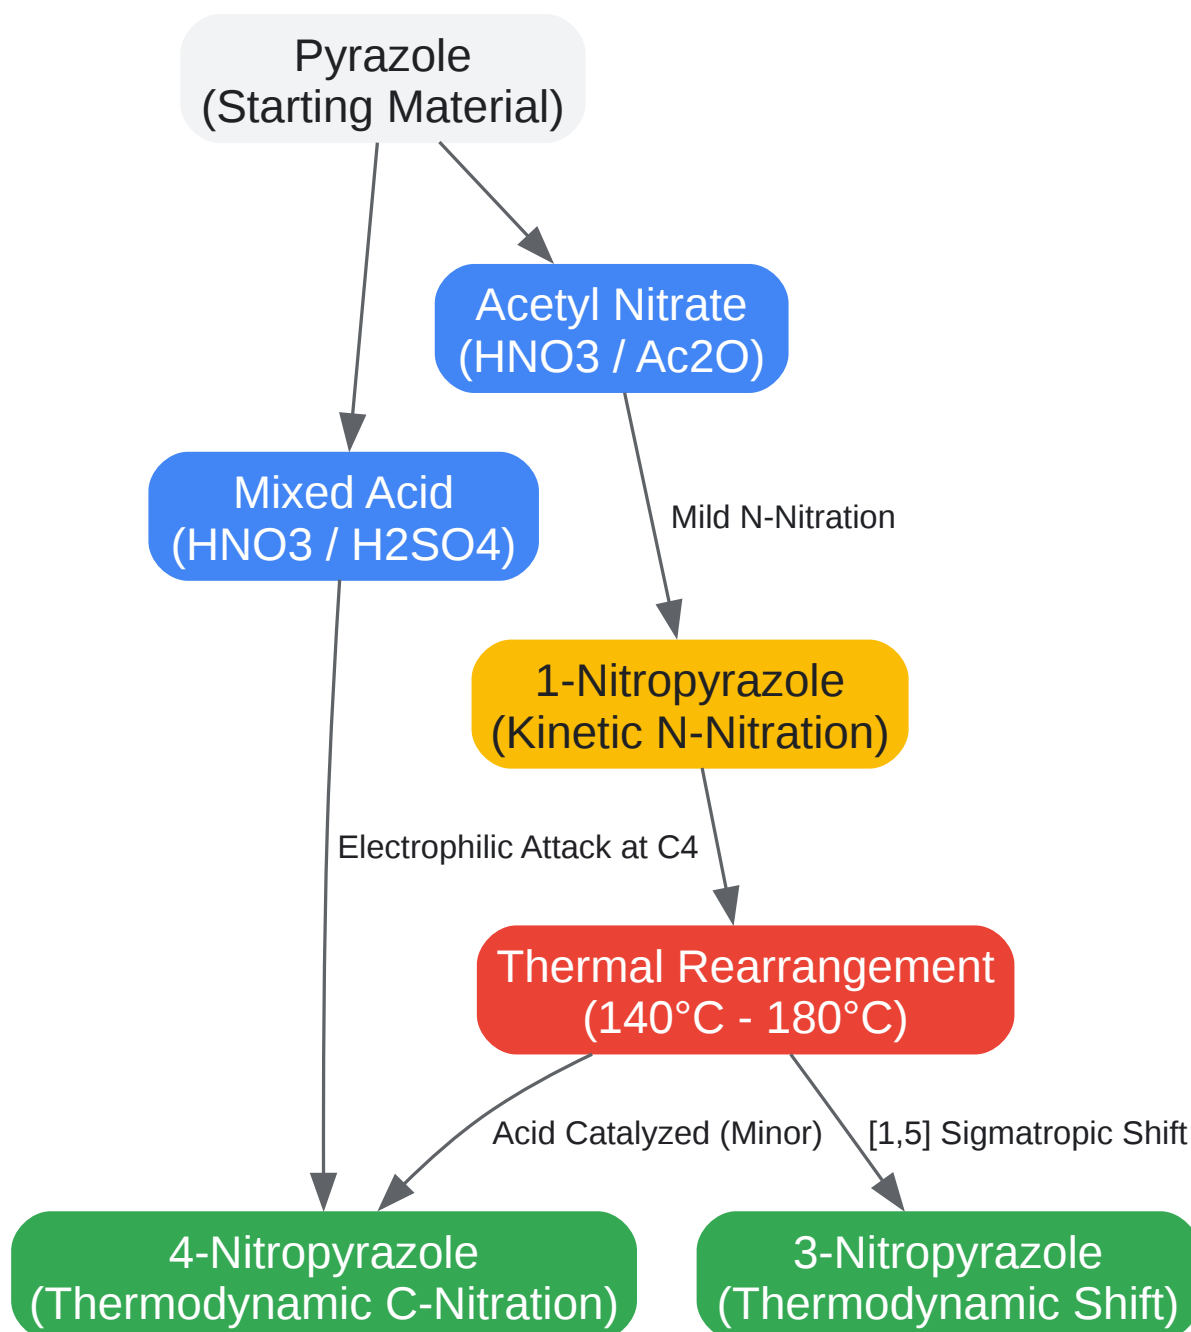 Pyrazole
(Starting Material)
Acetyl Nitrate
(HNO3 / Ac2O)
Mixed Acid
(HNO3 / H2SO4)
Mild N-Nitration
1-Nitropyrazole
(Kinetic N-Nitration)
Electrophilic Attack at C4
Thermal Rearrangement
(140°C - 180°C)
Acid Catalyzed (Minor)
[1,5] Sigmatropic Shift
4-Nitropyrazole
(Thermodynamic C-Nitration)
3-Nitropyrazole
(Thermodynamic Shift)